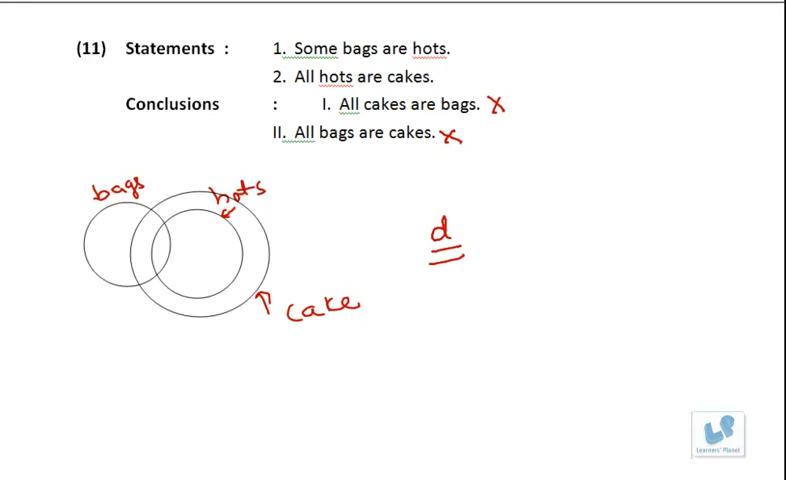 (11) Statements : 1. Some bags are hots.
2. All hots are cakes.
Conclusions : I. All cakes are bags. X
II. All bags are cakes. X
bags hots
d
cake
LP
Learners' Planet